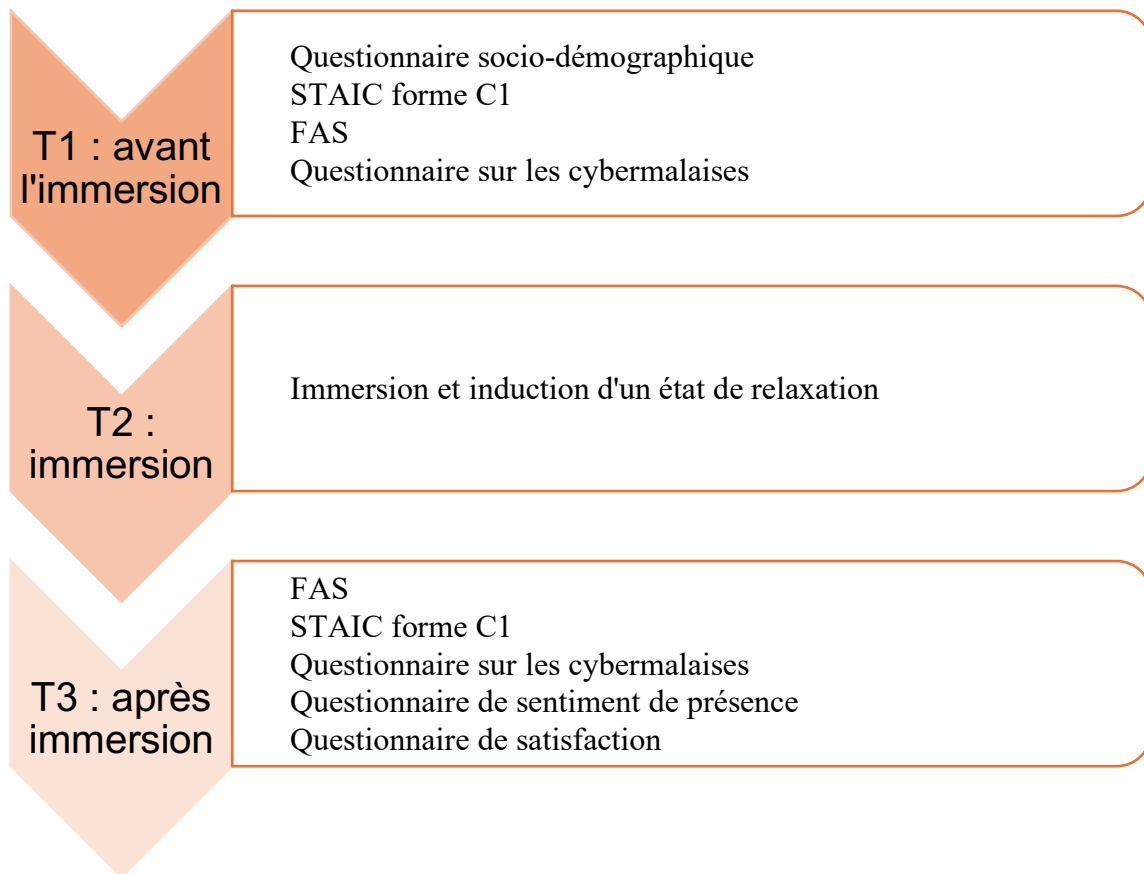 T1 : avant
l'immersion
Questionnaire socio-démographique
STAIC forme C1
FAS
Questionnaire sur les cybermalaises
T2 :
immersion
Immersion et induction d'un état de relaxation
T3 : après
immersion
FAS
STAIC forme C1
Questionnaire sur les cybermalaises
Questionnaire de sentiment de présence
Questionnaire de satisfaction